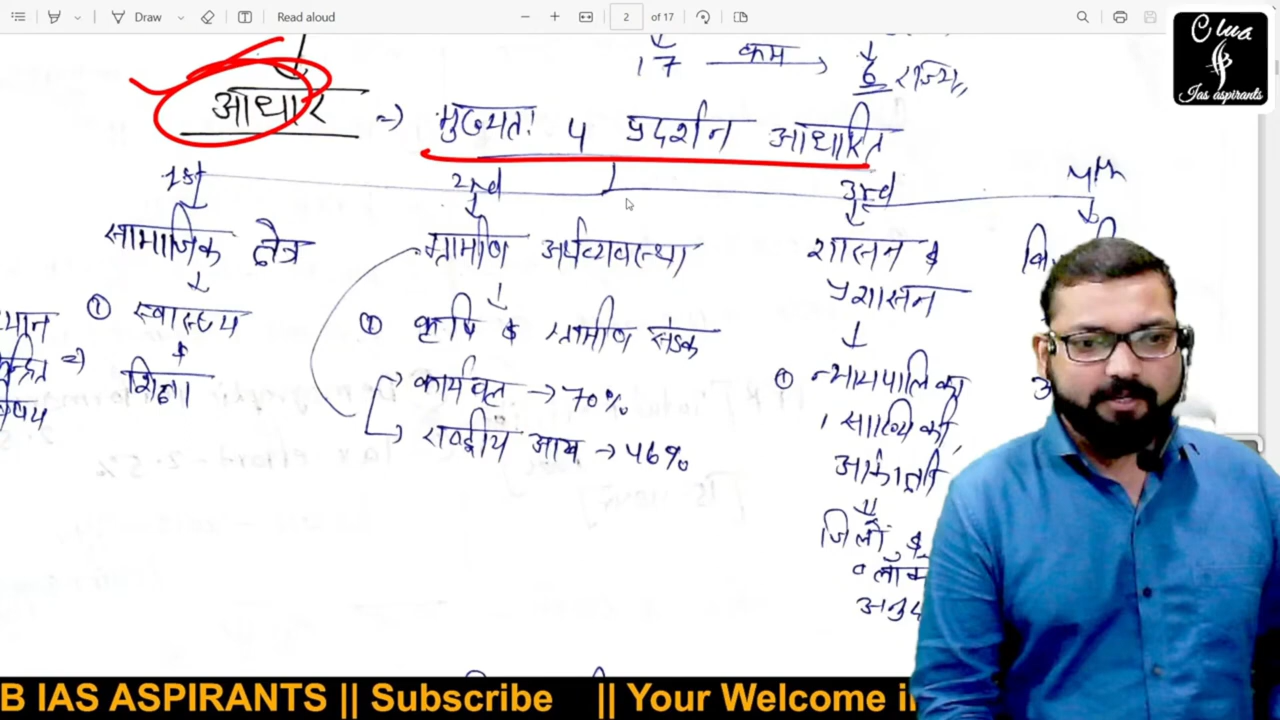 Draw
Read aloud
2 of 17
Club
Ias aspirants
17 कम 6 राज्यो,
आधार => मुख्यतः 4 प्रदर्शन आधारित
1st 2nd 3rd 4th
सामाजिक क्षेत्र
ग्रामीण अर्थव्यवस्था
शासन & प्रशासन
① स्वास्थ्य & शिक्षा
① कृषि & ग्रामीण सड़क
कार्यबल → 70%
राष्ट्रीय आय → 46%
① न्यायपालिका
सांख्यिकी,
जिलों &
B IAS ASPIRANTS || Subscribe || Your Welcome in